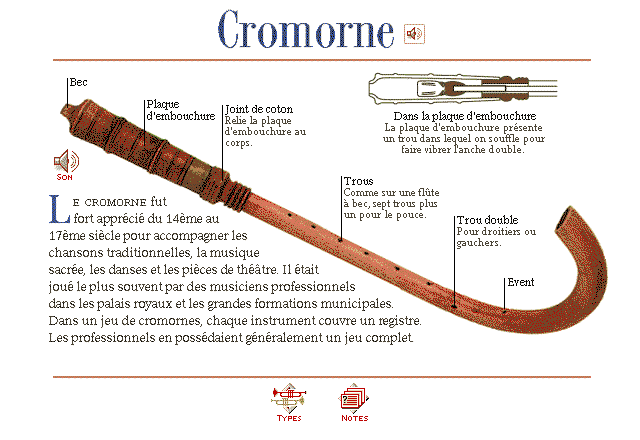 Cromorne
Bec
Plaque
d'embouchure
Joint de coton
Relie la plaque
d'embouchure au
corps.
Dans la plaque d'embouchure
La plaque d'embouchure présente
un trou dans lequel on souffle pour
faire vibrer l'anche double.
Son
Trous
Comme sur une flûte
à bec, sept trous plus
un pour le pouce.
Trou double
Pour droitiers ou
gauchers.
Event
LE CROMORNE fut
fort apprécié du 14ème au
17ème siècle pour accompagner les
chansons traditionnelles, la musique
sacrée, les danses et les pièces de théâtre. Il était
joué le plus souvent par des musiciens professionnels
dans les palais royaux et les grandes formations municipales.
Dans un jeu de cromornes, chaque instrument couvre un registre.
Les professionnels en possédaient généralement un jeu complet.
TYPES
NOTES